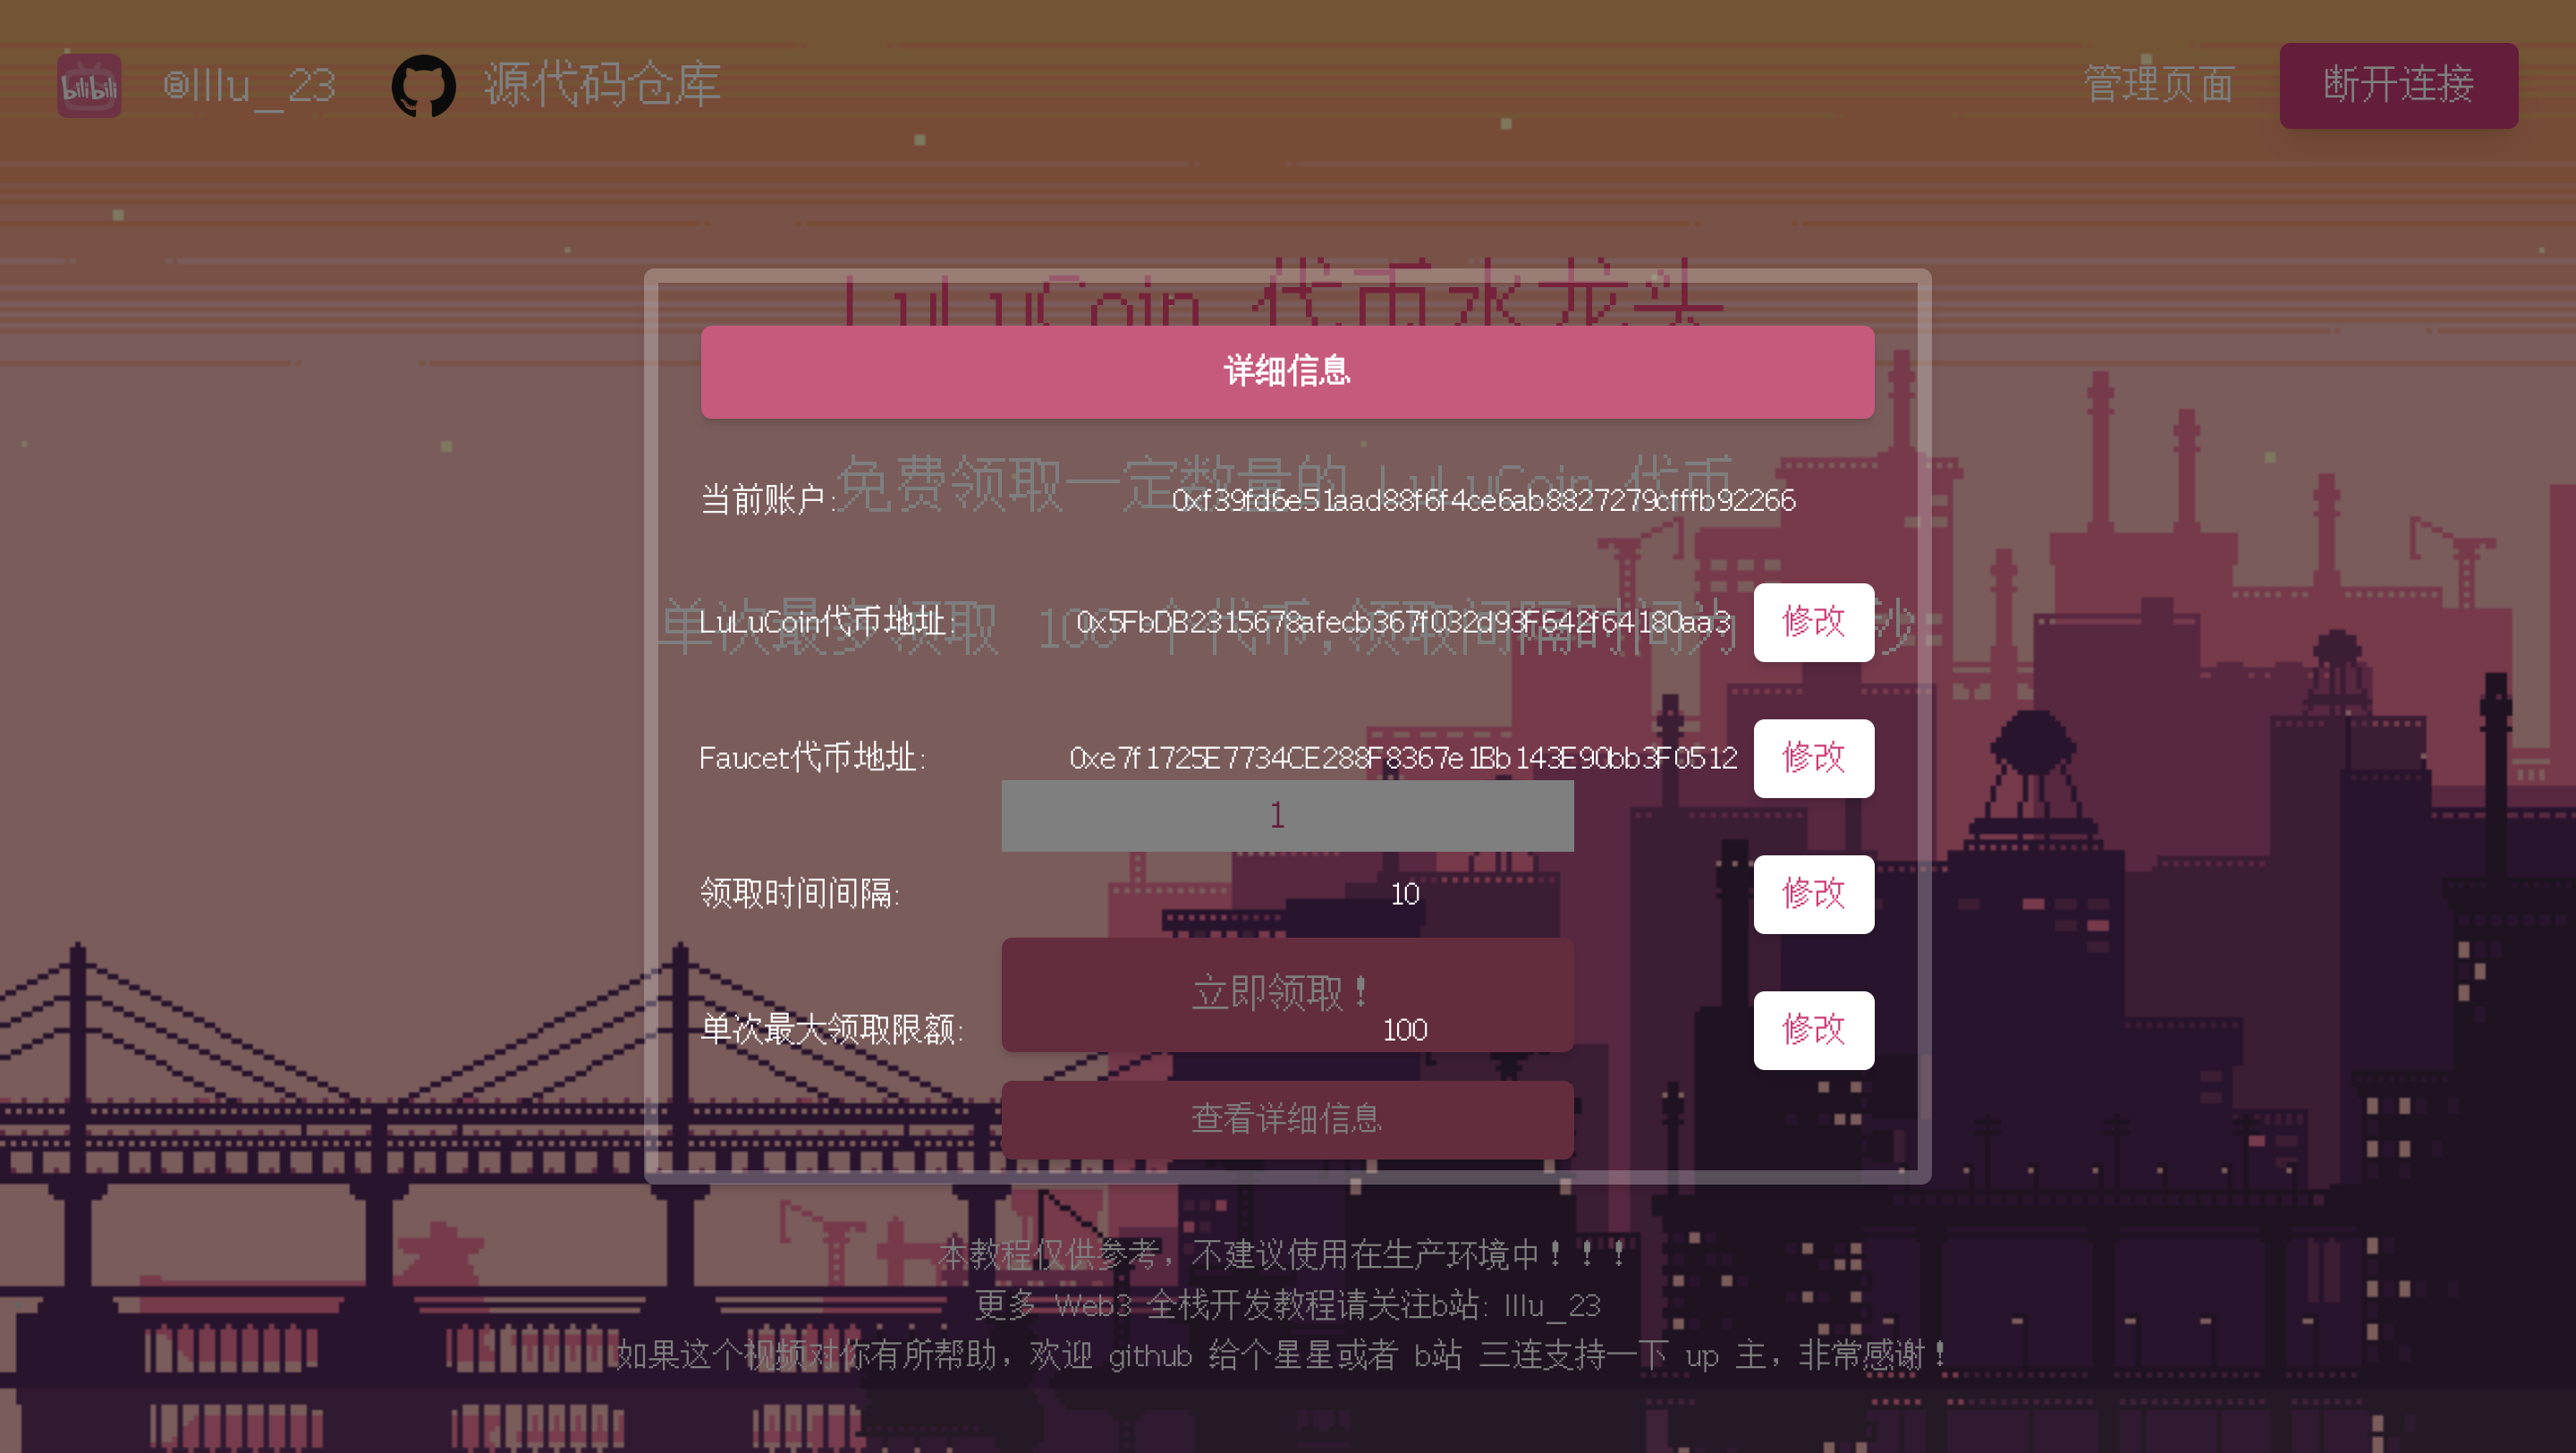 bilibili @lllu_23 源代码仓库 管理页面 断开连接
LuLuCoin 代币水龙头
详细信息
免费领取一定数量的 LuLuCoin 代币
当前账户: 0xf39fd6e51aad88f6f4ce6ab8827279cfffb92266
单次最多领取 100 个代币,领取间隔时间为 秒
LuLuCoin代币地址: 0x5FbDB2315678afecb367f032d93F642f64180aa3 修改
Faucet代币地址: 0xe7f1725E7734CE288F8367e1Bb143E90bb3F0512 修改
1
领取时间间隔: 10 修改
立即领取！
单次最大领取限额: 100 修改
查看详细信息
本教程仅供参考，不建议使用在生产环境中！！！
更多 Web3 全栈开发教程请关注b站: lllu_23
如果这个视频对你有所帮助，欢迎 github 给个星星或者 b站 三连支持一下 up 主，非常感谢！